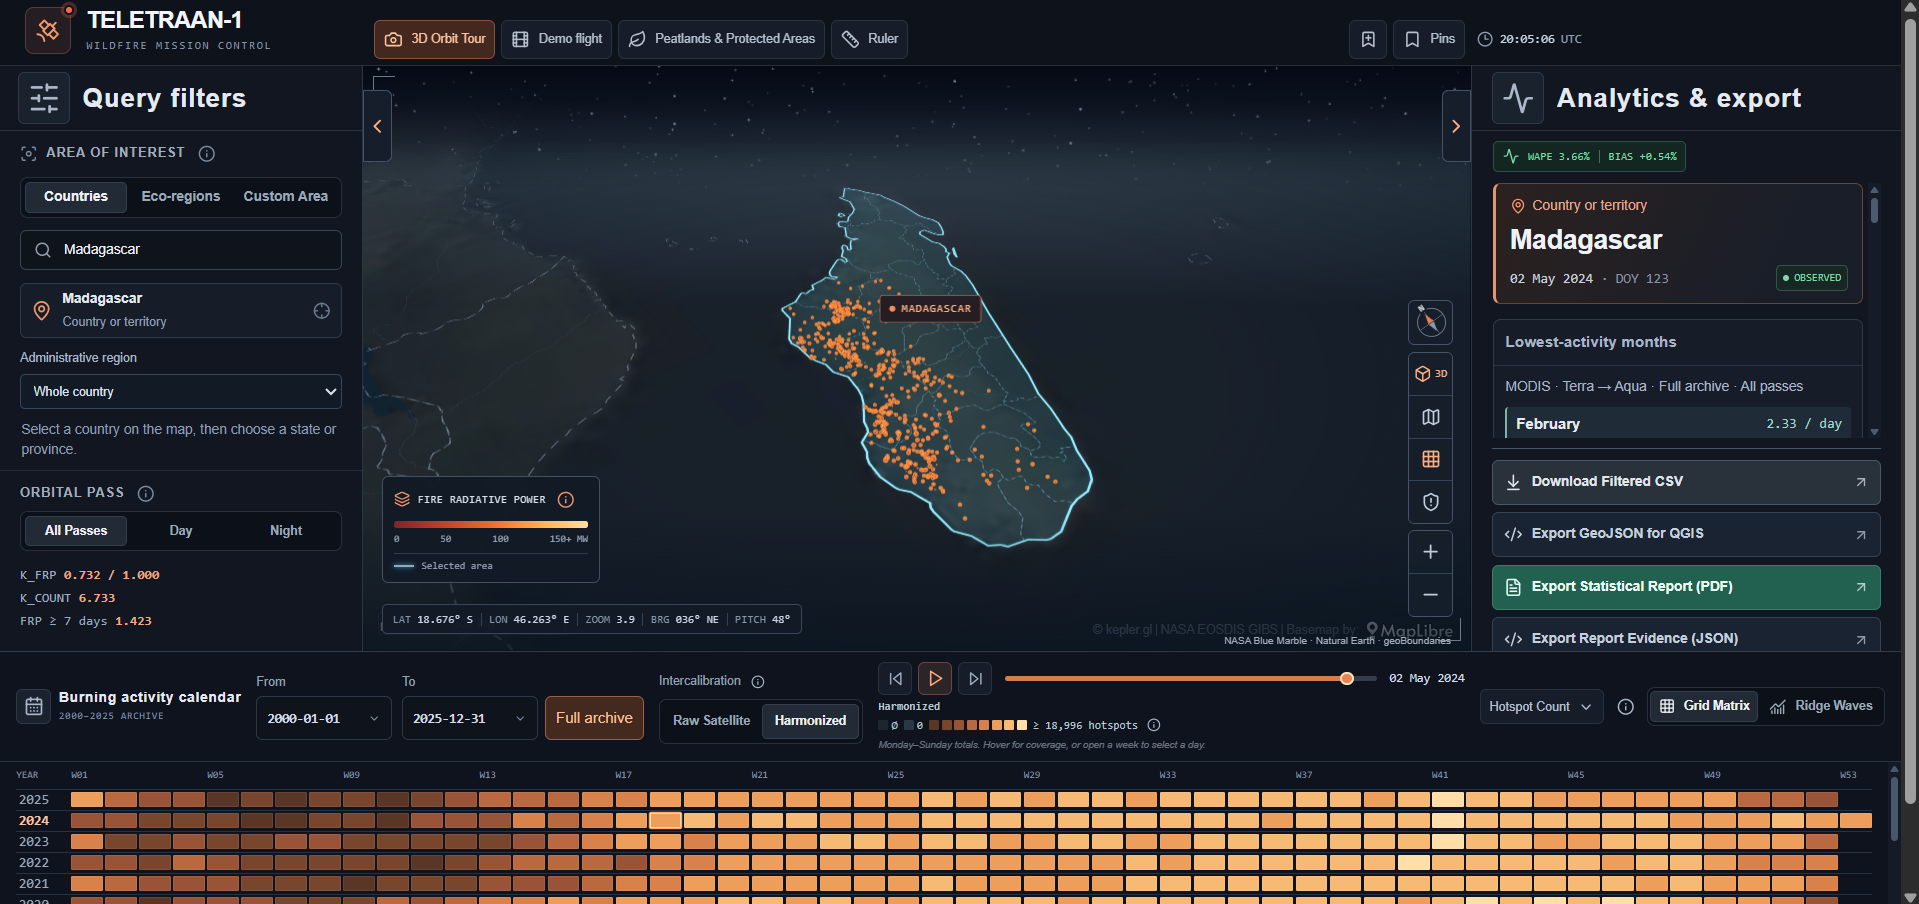 TELETRAAN-1
WILDFIRE MISSION CONTROL
3D Orbit Tour
Demo flight
Peatlands & Protected Areas
Ruler
Pins
20:05:06 UTC
Query filters
AREA OF INTEREST
Countries
Eco-regions
Custom Area
Madagascar
Madagascar
Country or territory
Administrative region
Whole country
Select a country on the map, then choose a state or
province.
ORBITAL PASS
All Passes
Day
Night
K_FRP 0.732 / 1.000
K_COUNT 6.733
FRP ≥ 7 days 1.423
MADAGASCAR
FIRE RADIATIVE POWER
0 50 100 150+ MW
Selected area
LAT 18.676° S LON 46.263° E ZOOM 3.9 BRG 036° NE PITCH 48°
3D
© kepler.gl | NASA EOSDIS GIBS | Basemap by MapLibre
NASA Blue Marble · Natural Earth · geoBoundaries
Analytics & export
WAPE 3.66% | BIAS +0.54%
Country or territory
Madagascar
02 May 2024 · DOY 123
OBSERVED
Lowest-activity months
MODIS · Terra → Aqua · Full archive · All passes
February 2.33 / day
Download Filtered CSV
Export GeoJSON for QGIS
Export Statistical Report (PDF)
Export Report Evidence (JSON)
Burning activity calendar
2000-2025 ARCHIVE
From
2000-01-01
To
2025-12-31
Full archive
Intercalibration
Raw Satellite
Harmonized
02 May 2024
Harmonized
Ø 0 ≥ 18,996 hotspots
Monday–Sunday totals. Hover for coverage, or open a week to select a day.
Hotspot Count
Grid Matrix
Ridge Waves
YEAR W01 W05 W09 W13 W17 W21 W25 W29 W33 W37 W41 W45 W49 W53
2025
2024
2023
2022
2021
2020